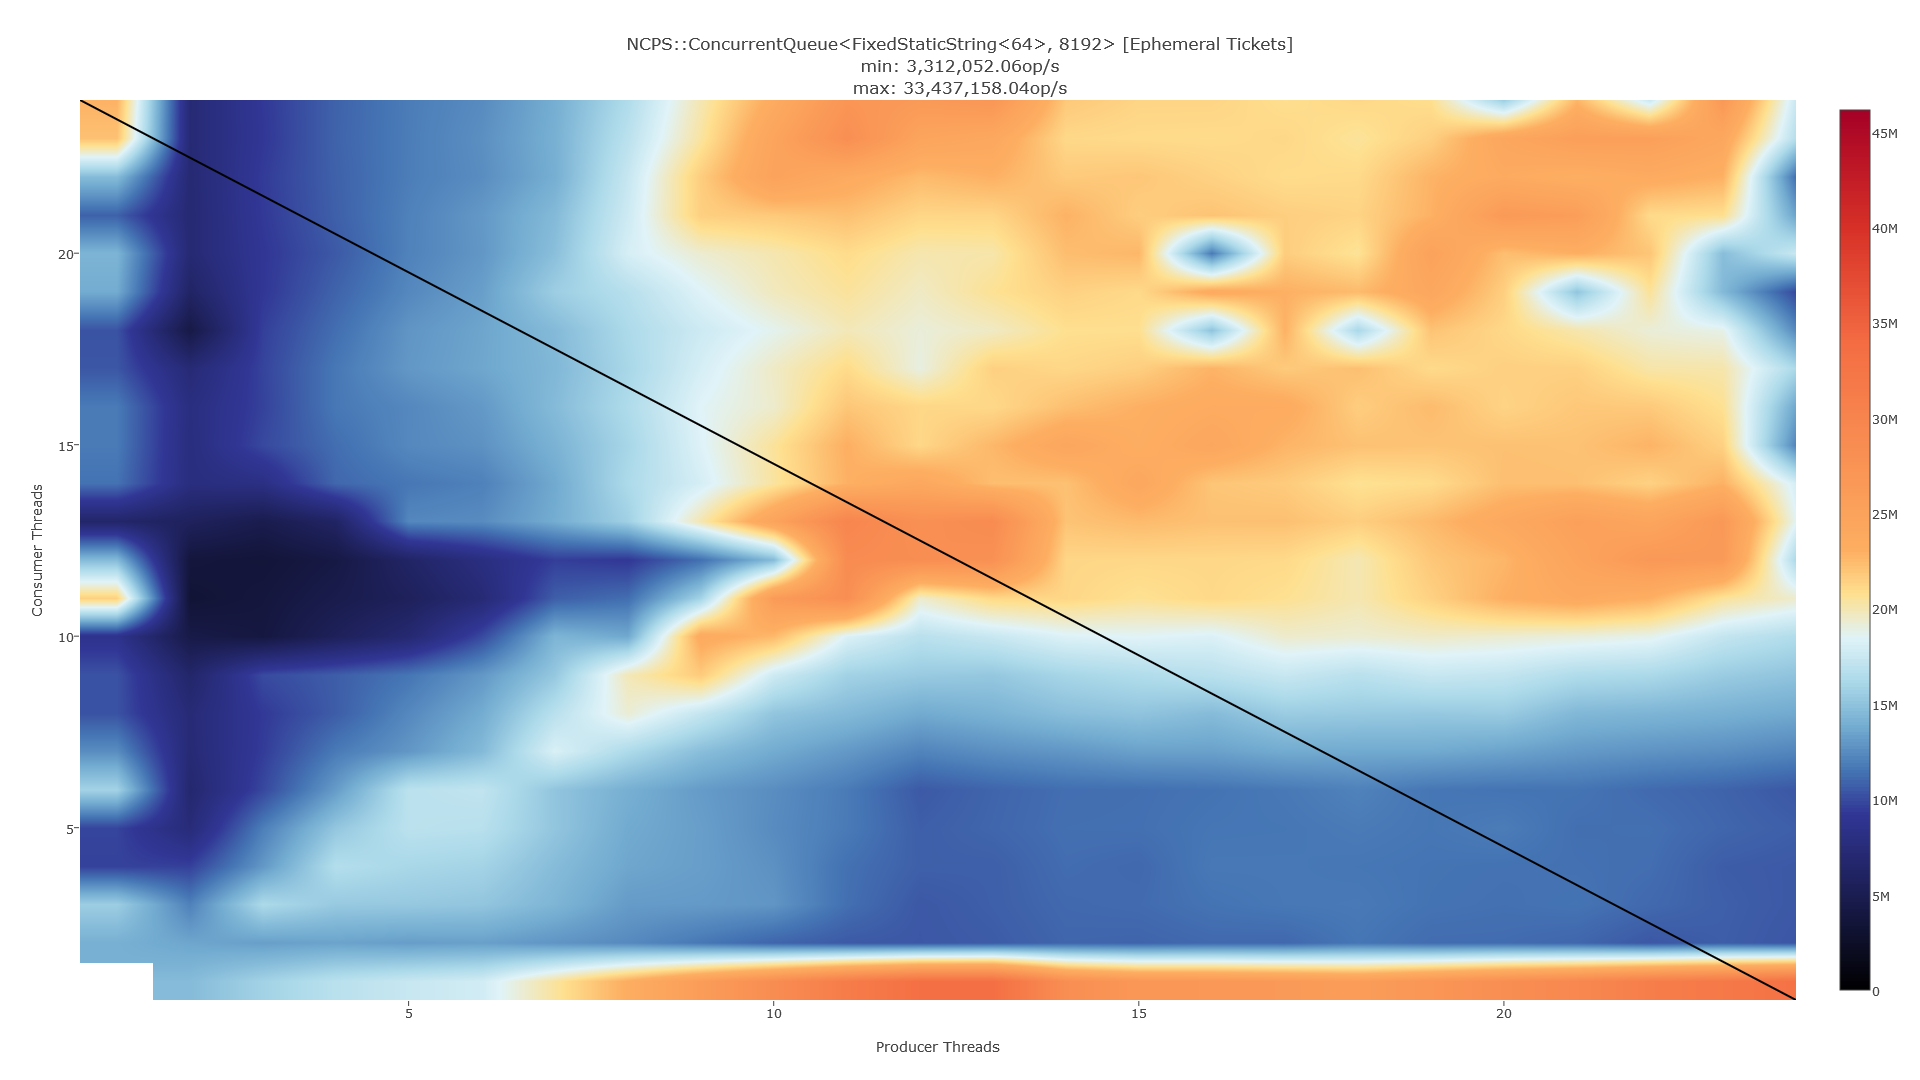 NCPS::ConcurrentQueue<FixedStaticString<64>, 8192> [Ephemeral Tickets]
min: 3,312,052.06op/s
max: 33,437,158.04op/s
45M
40M
35M
30M
25M
20M
15M
10M
5M
0
20
15
10
5
Consumer Threads
5
10
15
20
Producer Threads